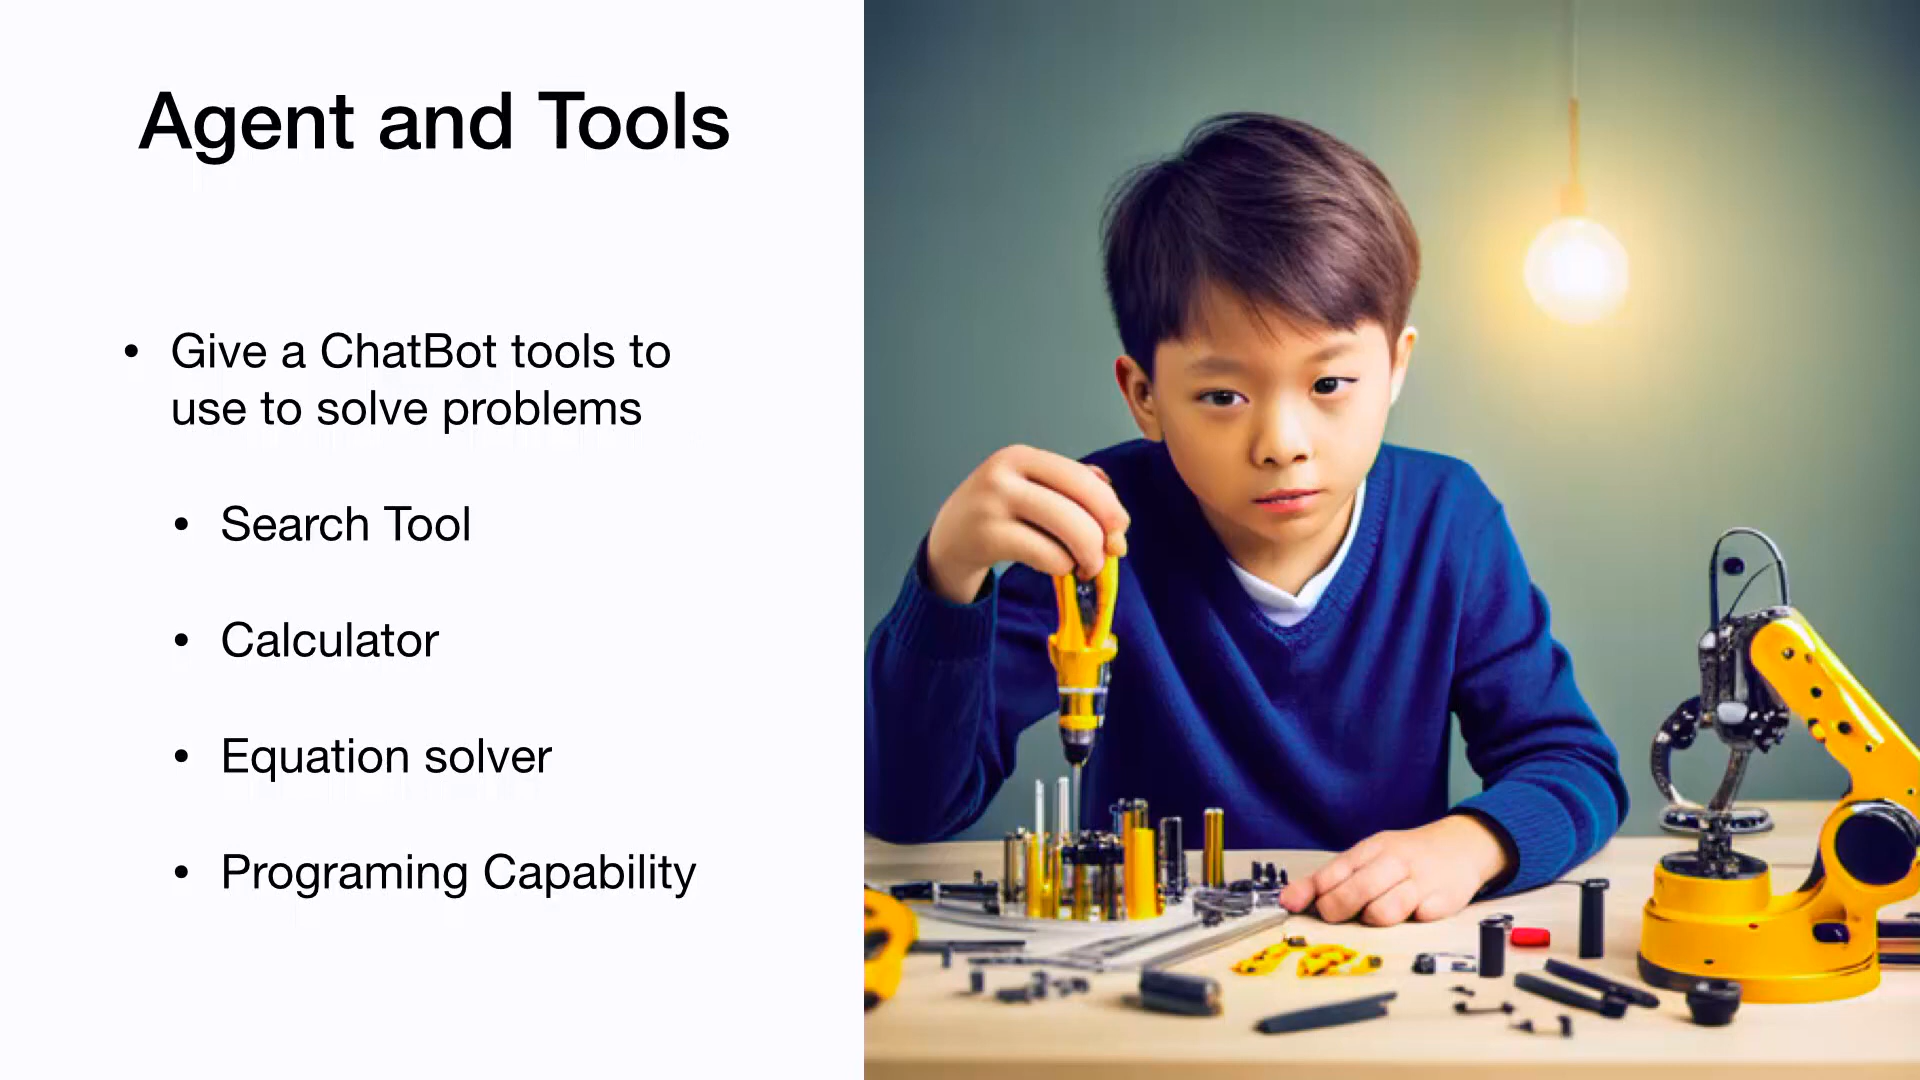 Agent and Tools
• Give a ChatBot tools to
use to solve problems
• Search Tool
• Calculator
• Equation solver
• Programing Capability